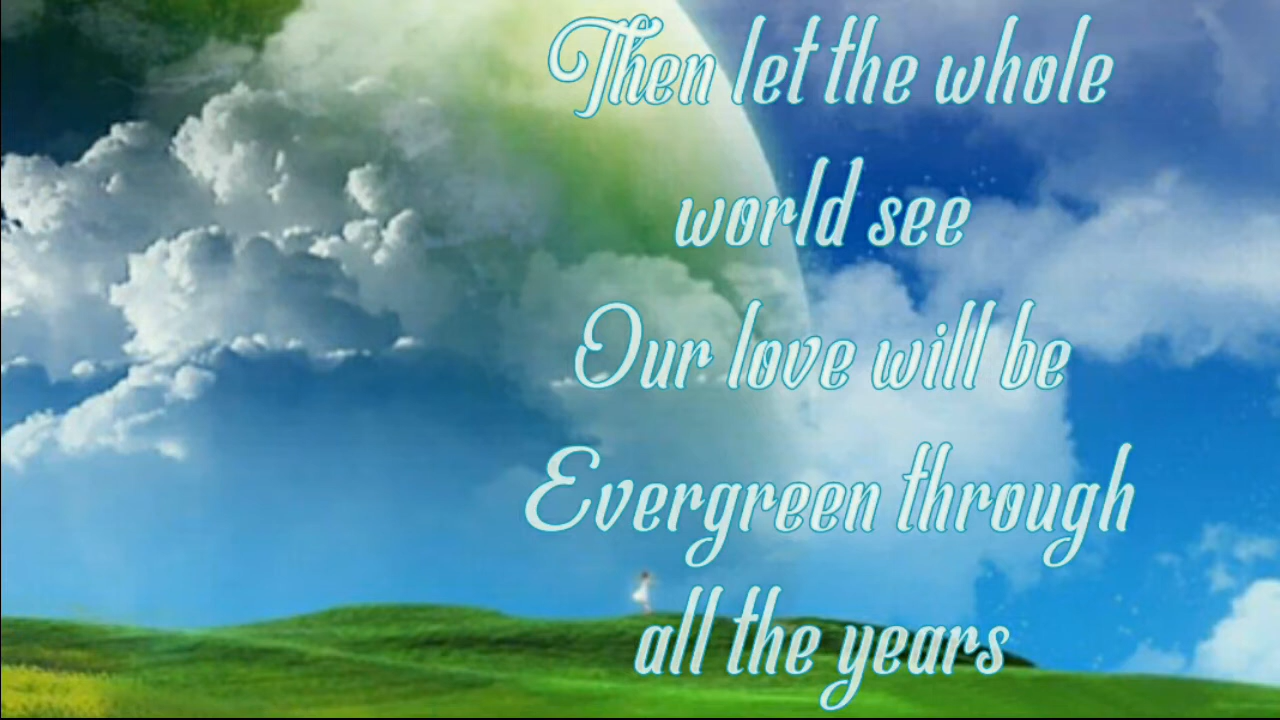 Then let the whole
world see
Our love will be
Evergreen through
all the years